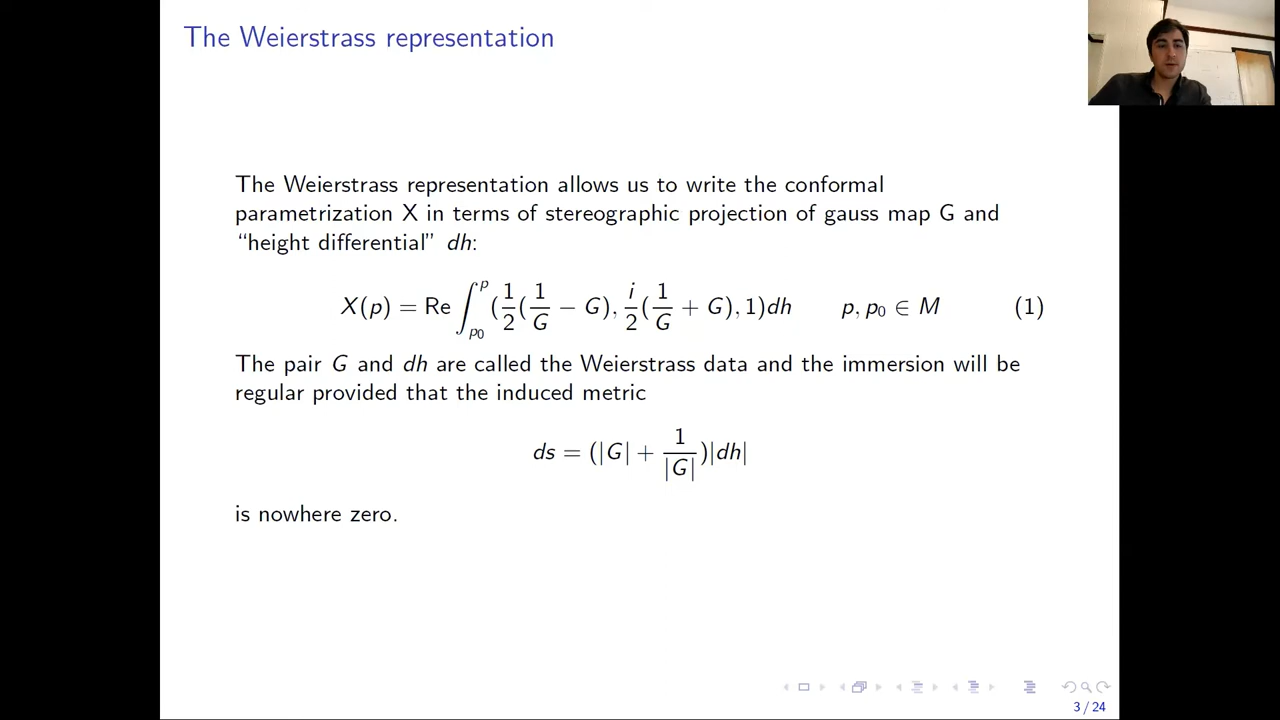 The Weierstrass representation
The Weierstrass representation allows us to write the conformal
parametrization X in terms of stereographic projection of gauss map G and
“height differential” dh:
X(p) = Re ∫_{p₀}^{p} (1/2(1/G − G), i/2(1/G + G), 1)dh p, p₀ ∈ M (1)
The pair G and dh are called the Weierstrass data and the immersion will be
regular provided that the induced metric
ds = (|G| + 1/|G|)|dh|
is nowhere zero.
3 / 24